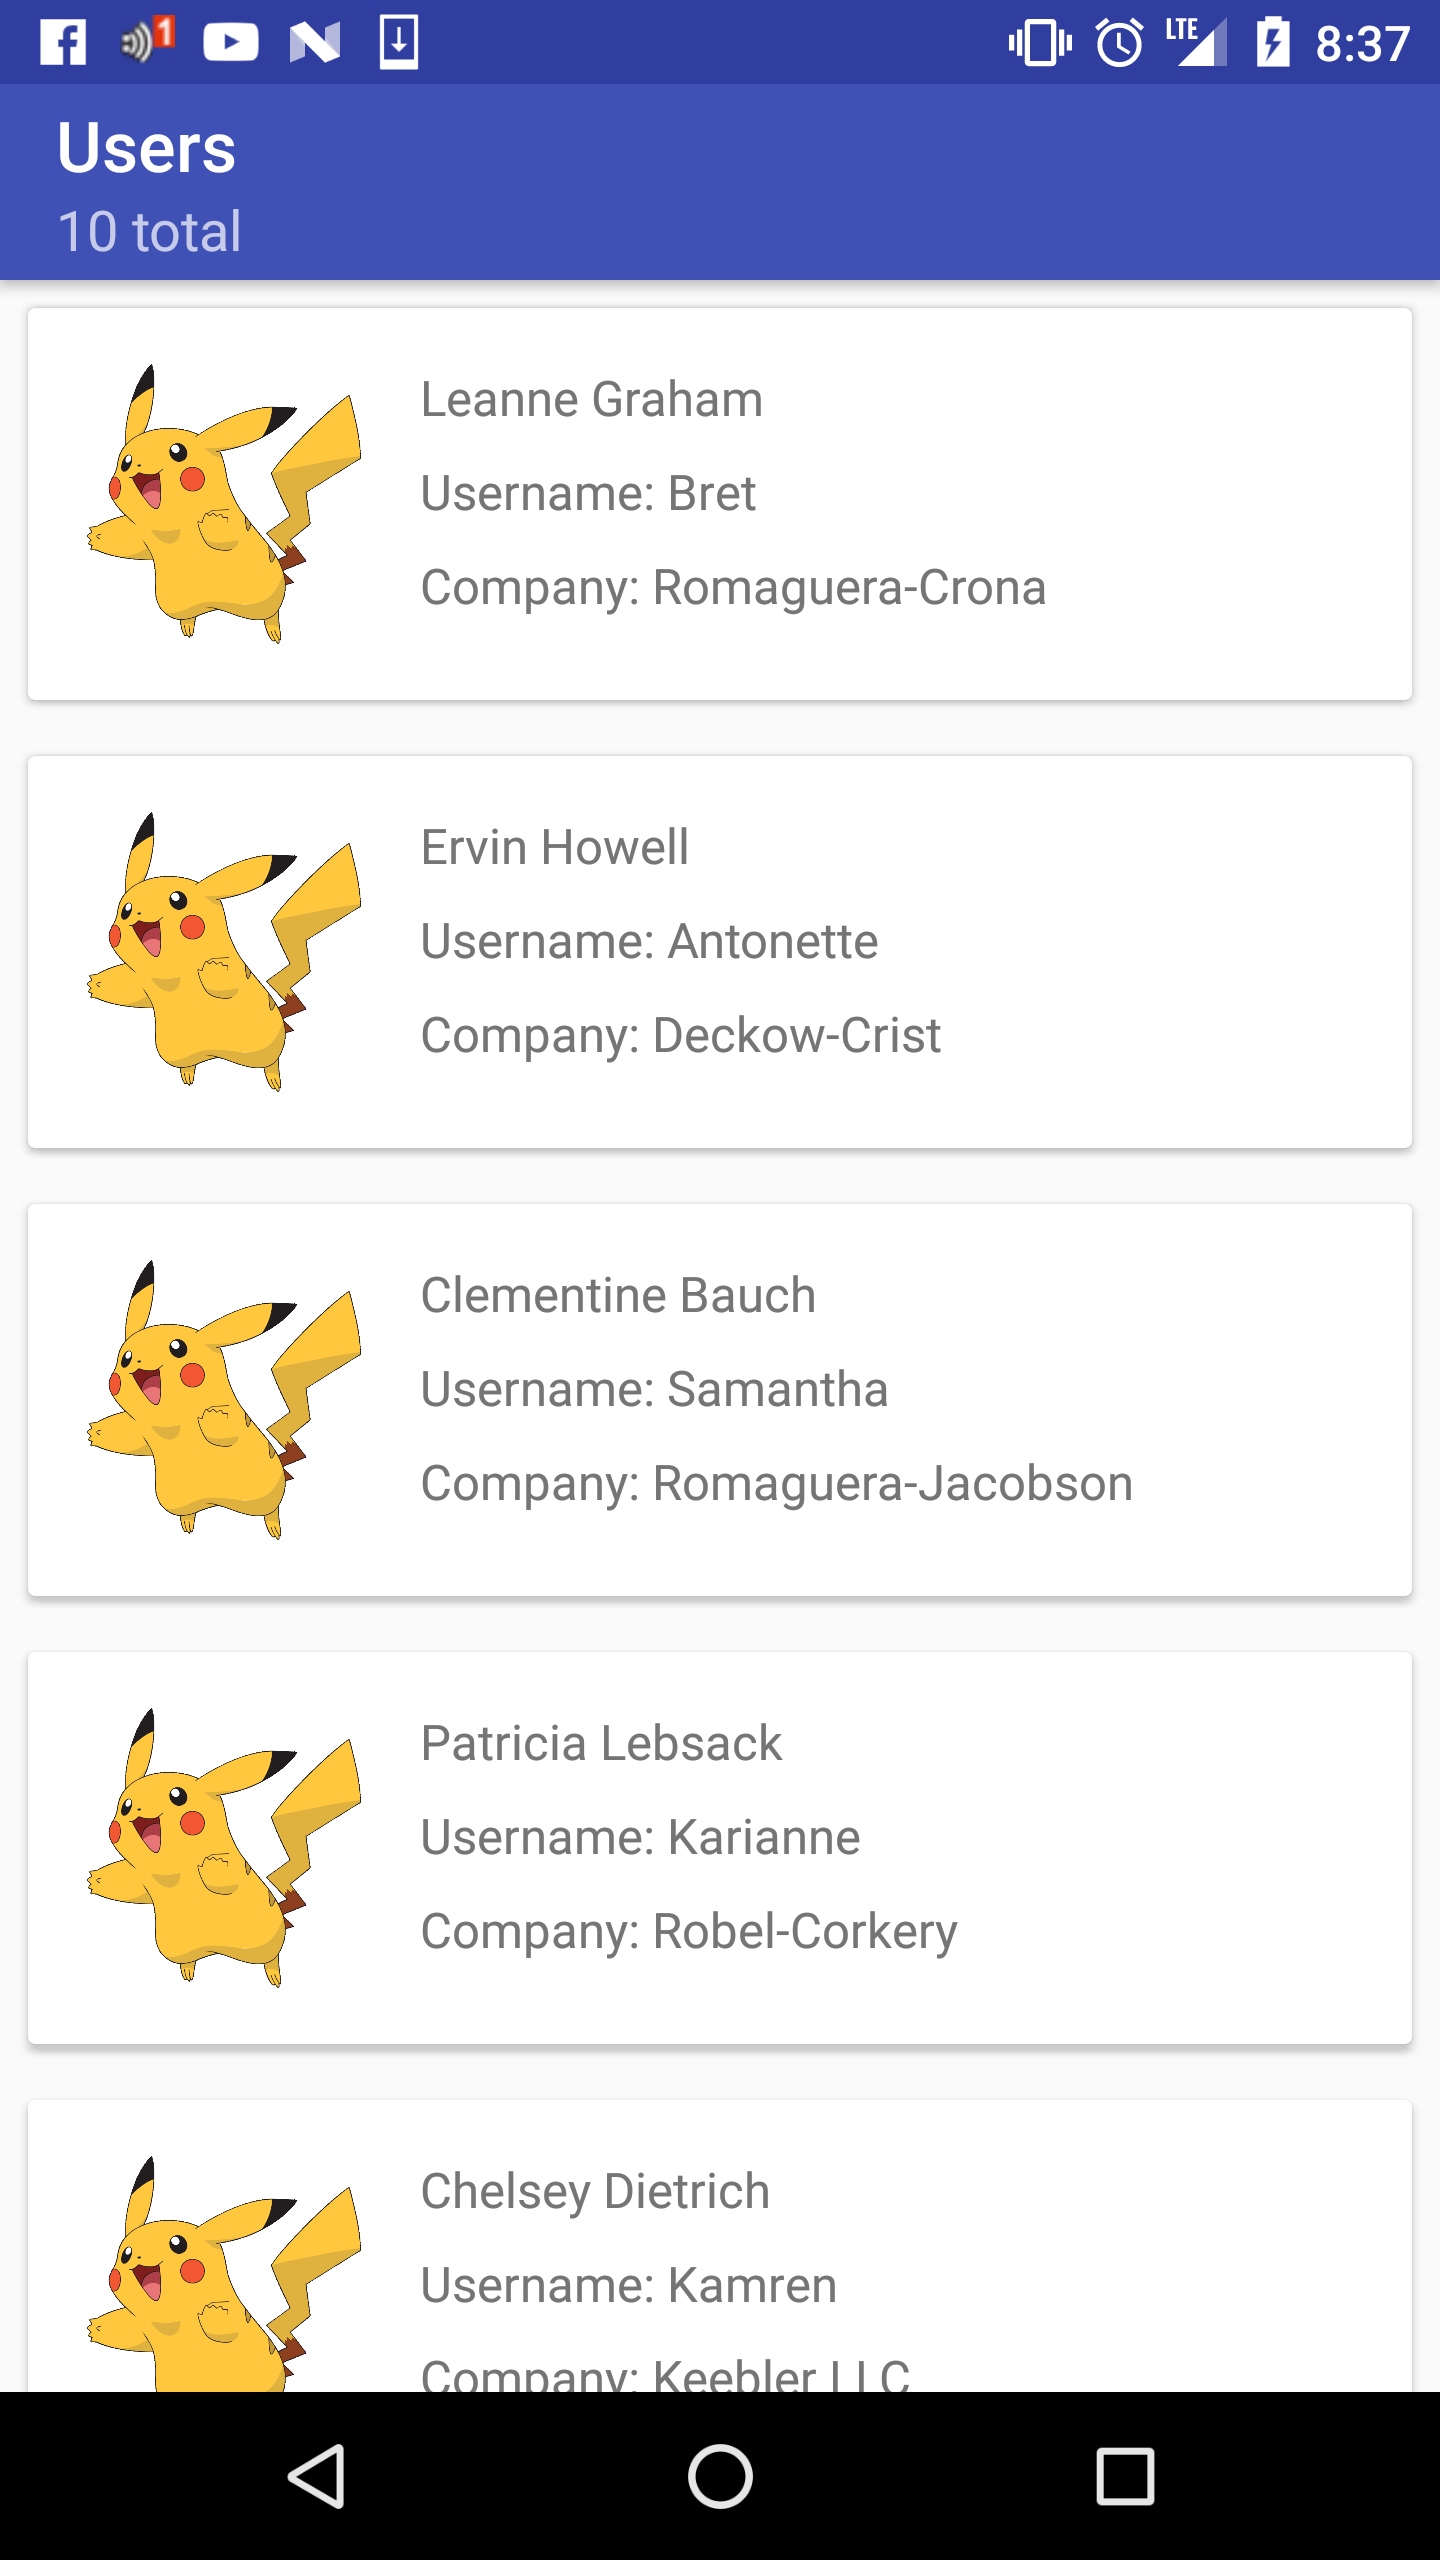 1
LTE
8:37
Users
10 total
Leanne Graham
Username: Bret
Company: Romaguera-Crona
Ervin Howell
Username: Antonette
Company: Deckow-Crist
Clementine Bauch
Username: Samantha
Company: Romaguera-Jacobson
Patricia Lebsack
Username: Karianne
Company: Robel-Corkery
Chelsey Dietrich
Username: Kamren
Company: Keebler LLC